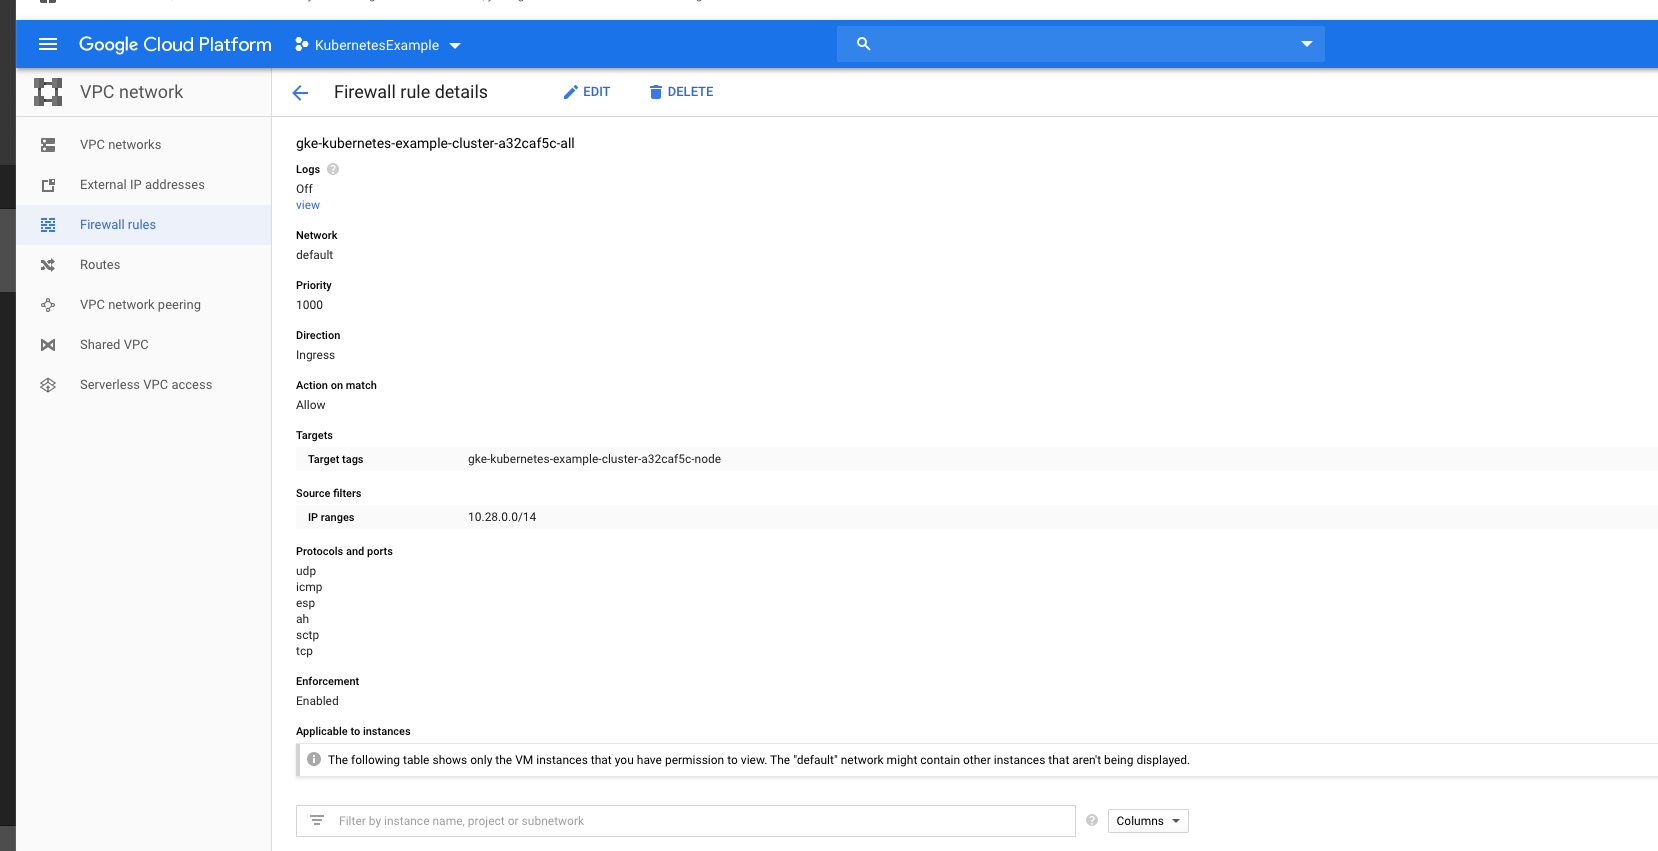 Google Cloud Platform
KubernetesExample
VPC network
Firewall rule details
EDIT
DELETE
VPC networks
External IP addresses
Firewall rules
Routes
VPC network peering
Shared VPC
Serverless VPC access
gke-kubernetes-example-cluster-a32caf5c-all
Logs
Off
view
Network
default
Priority
1000
Direction
Ingress
Action on match
Allow
Targets
Target tags gke-kubernetes-example-cluster-a32caf5c-node
Source filters
IP ranges 10.28.0.0/14
Protocols and ports
udp
icmp
esp
ah
sctp
tcp
Enforcement
Enabled
Applicable to instances
The following table shows only the VM instances that you have permission to view. The "default" network might contain other instances that aren't being displayed.
Filter by instance name, project or subnetwork
Columns